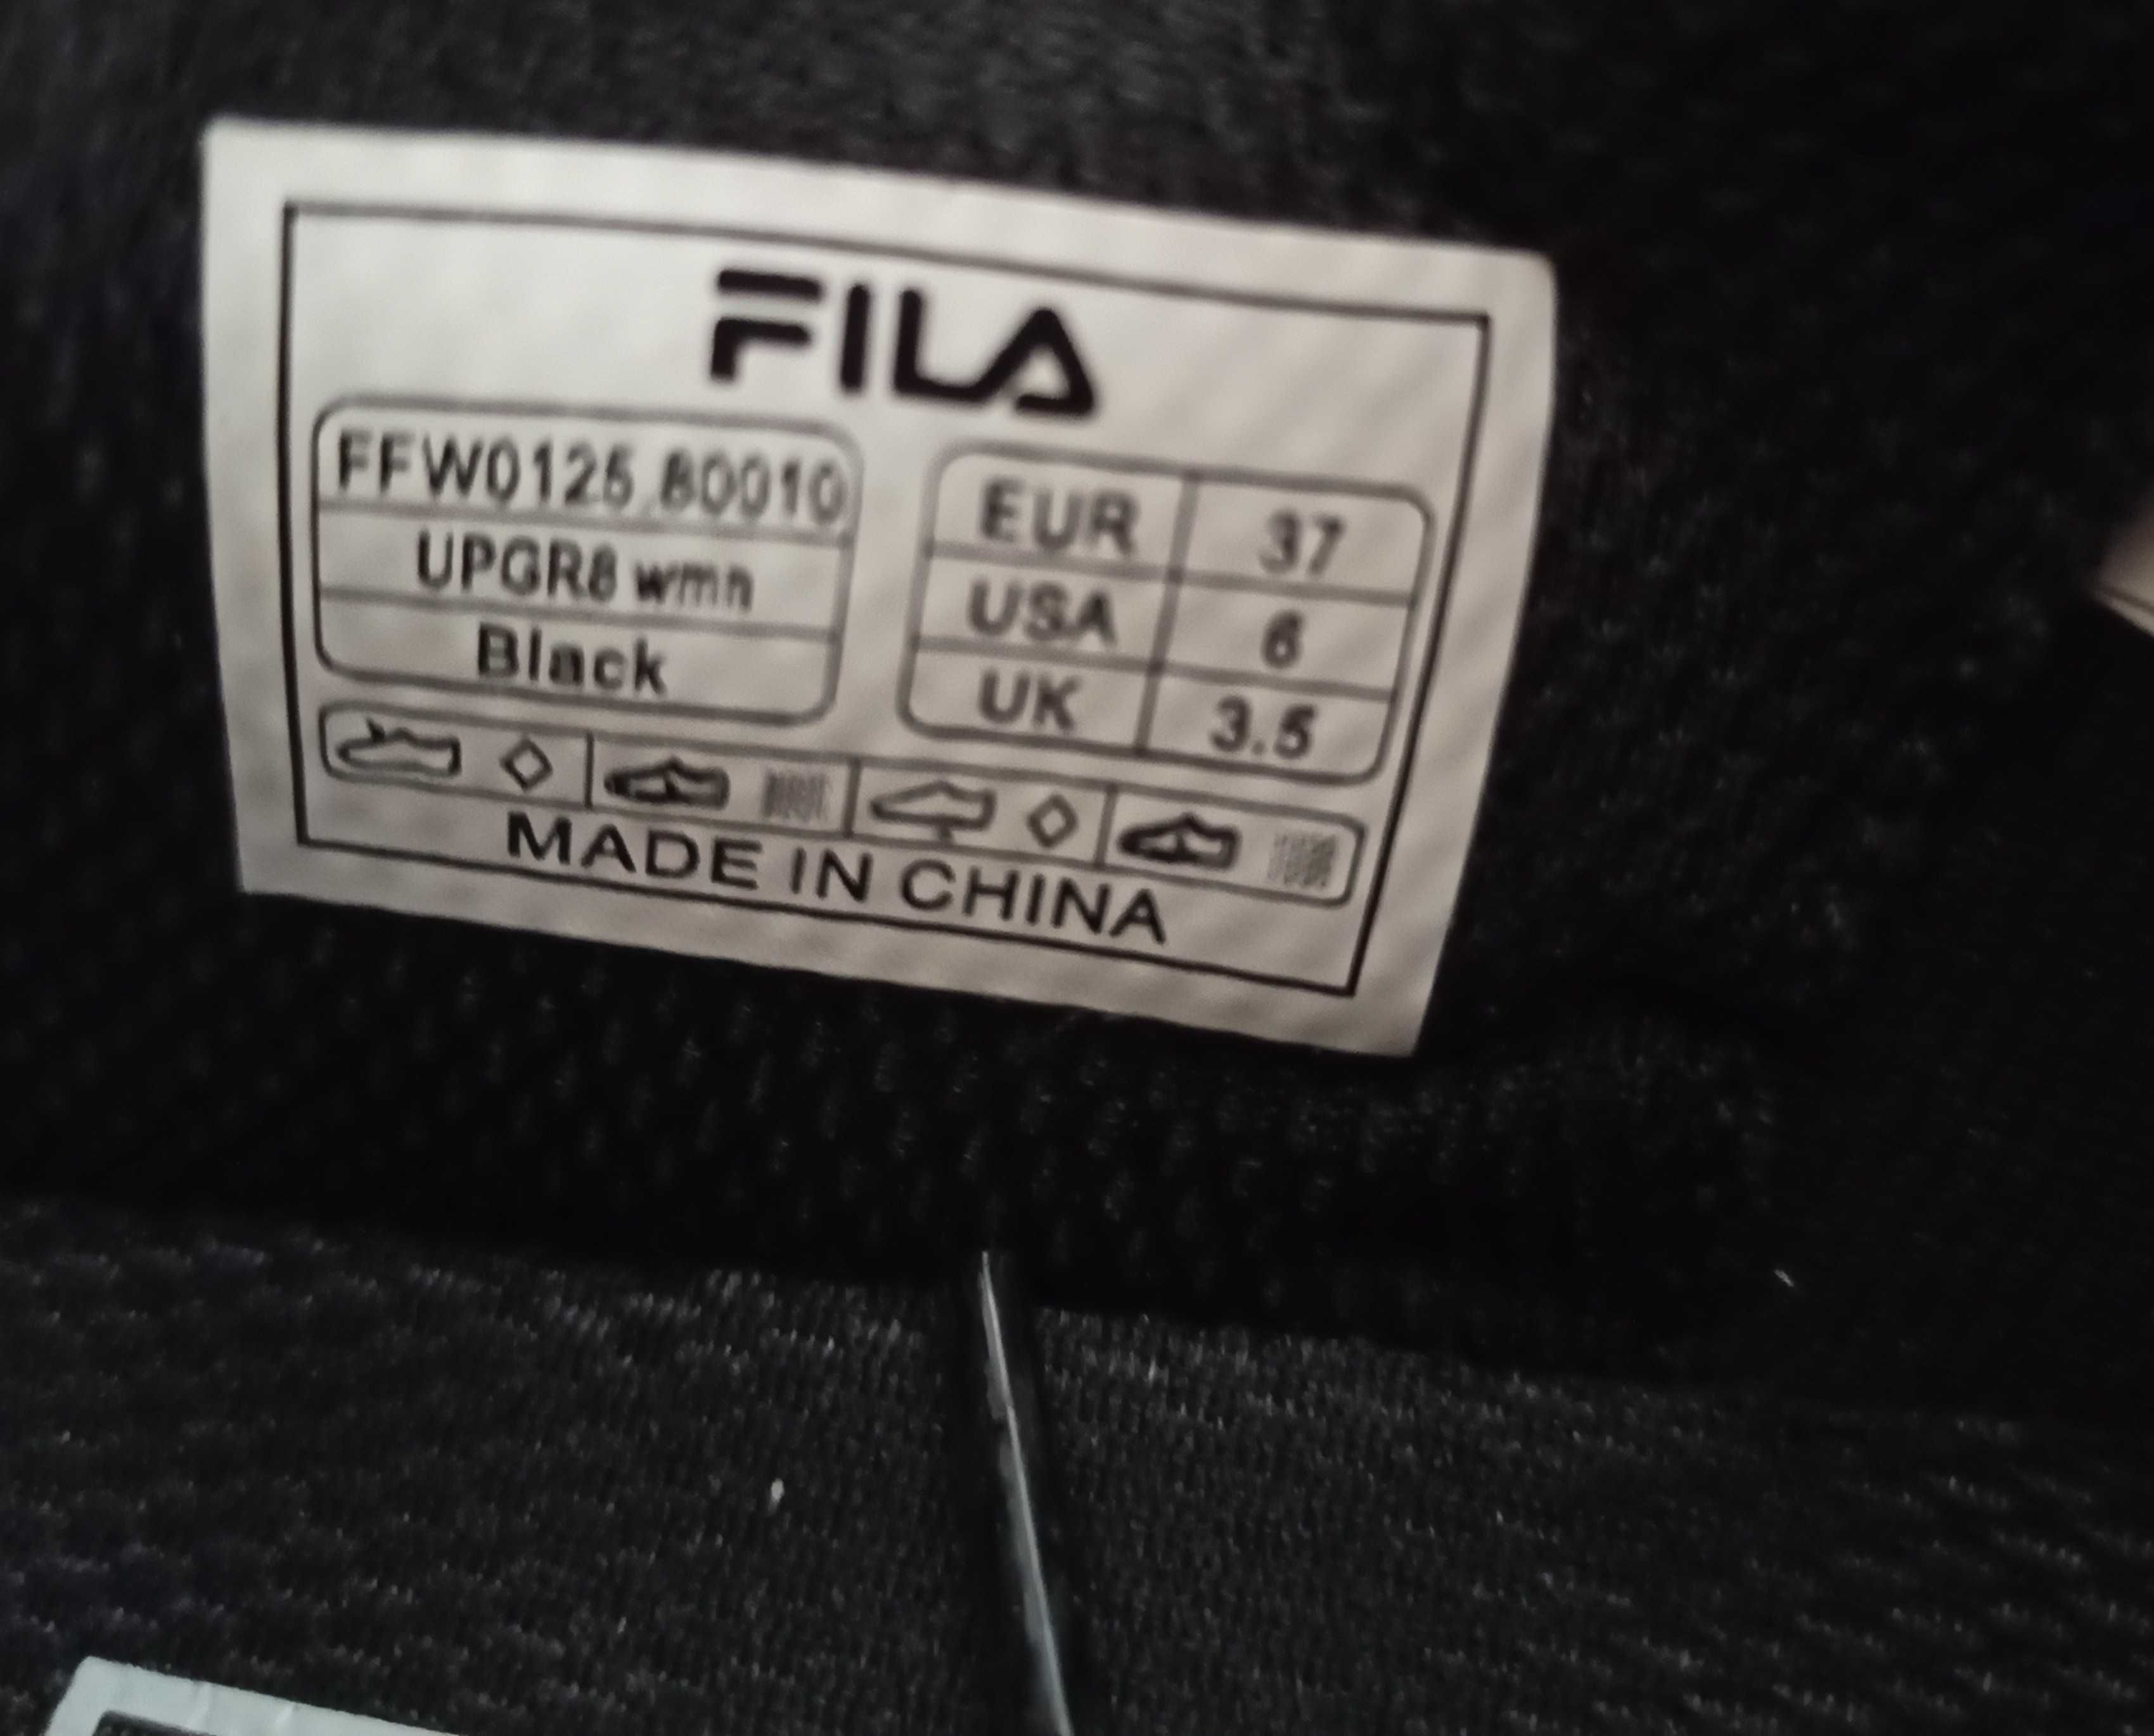 FILA
FFW0125.80010
UPGR8 wmn
Black
EUR 37
USA 6
UK 3.5
MADE IN CHINA